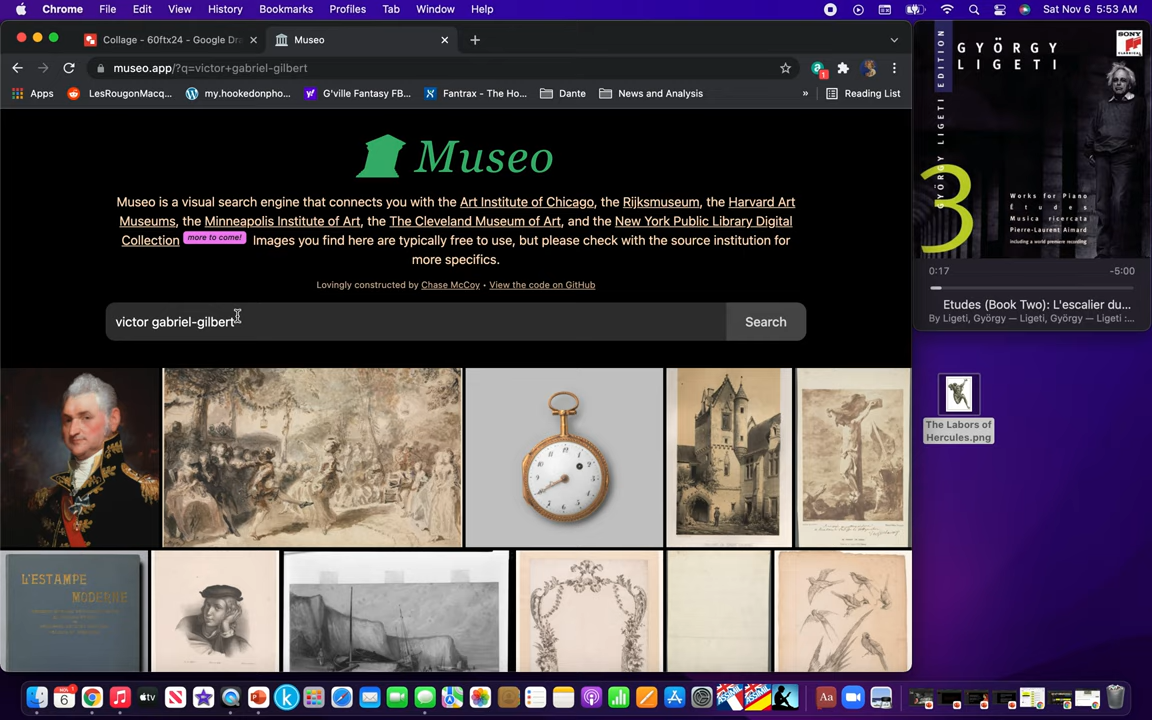 Chrome File Edit View History Bookmarks Profiles Tab Window Help Sat Nov 6 5:53 AM
Collage - 60ftx24 - Google Dra
Museo
museo.app/?q=victor+gabriel-gilbert
1
Apps LesRougonMacq... my.hookedonpho... G'ville Fantasy FB... Fantrax - The Ho... Dante News and Analysis » Reading List
Museo
Museo is a visual search engine that connects you with the Art Institute of Chicago, the Rijksmuseum, the Harvard Art
Museums, the Minneapolis Institute of Art, the The Cleveland Museum of Art, and the New York Public Library Digital
Collection more to come! Images you find here are typically free to use, but please check with the source institution for
more specifics.
Lovingly constructed by Chase McCoy • View the code on GitHub
victor gabriel-gilbert
Search
L'ESTAMPE
MODERNE
GYÖRGY LIGETI EDITION
GYÖRGY
LIGETI
SONY
3
Works for Piano
Études
Musica ricercata
Pierre-Laurent Aimard
including a world premiere recording
0:17 -5:00
Etudes (Book Two): L'escalier du...
By Ligeti, György — Ligeti, György — Ligeti :...
The Labors of
Hercules.png
NOV
6
tv
Aa